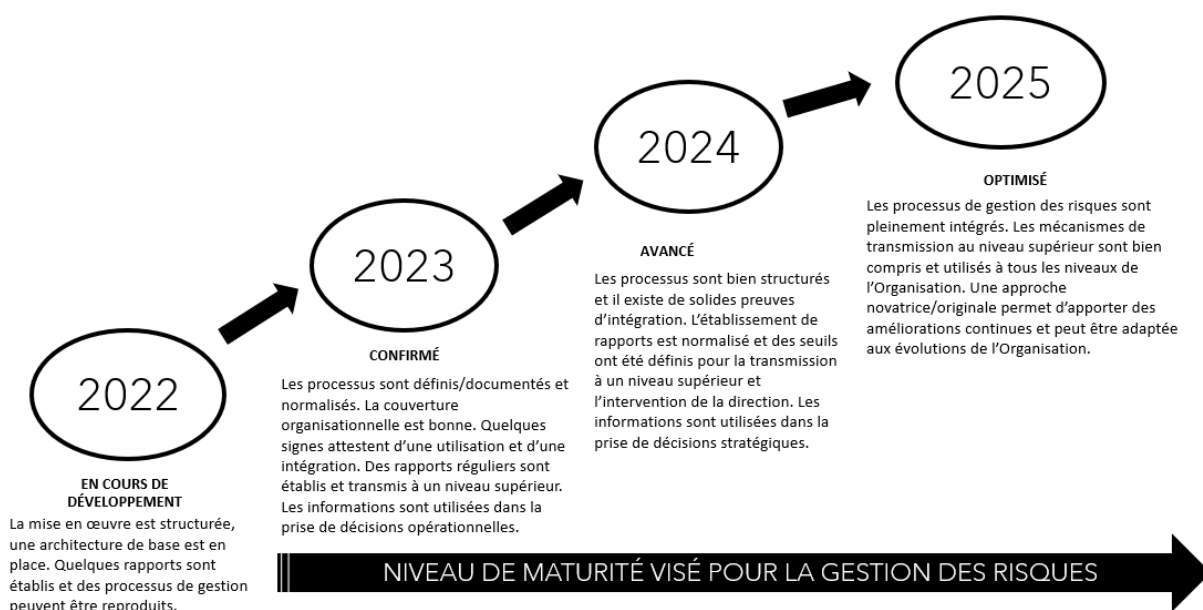 2022
EN COURS DE
DÉVELOPPEMENT
La mise en œuvre est structurée,
une architecture de base est en
place. Quelques rapports sont
établis et des processus de gestion
peuvent être reproduits.
2023
CONFIRMÉ
Les processus sont définis/documentés et
normalisés. La couverture
organisationnelle est bonne. Quelques
signes attestent d’une utilisation et d’une
intégration. Des rapports réguliers sont
établis et transmis à un niveau supérieur.
Les informations sont utilisées dans la
prise de décisions opérationnelles.
2024
AVANCÉ
Les processus sont bien structurés
et il existe de solides preuves
d’intégration. L’établissement de
rapports est normalisé et des seuils
ont été définis pour la transmission
à un niveau supérieur et
l’intervention de la direction. Les
informations sont utilisées dans la
prise de décisions stratégiques.
2025
OPTIMISÉ
Les processus de gestion des risques sont
pleinement intégrés. Les mécanismes de
transmission au niveau supérieur sont bien
compris et utilisés à tous les niveaux de
l’Organisation. Une approche
novatrice/originale permet d’apporter des
améliorations continues et peut être adaptée
aux évolutions de l’Organisation.
NIVEAU DE MATURITÉ VISÉ POUR LA GESTION DES RISQUES